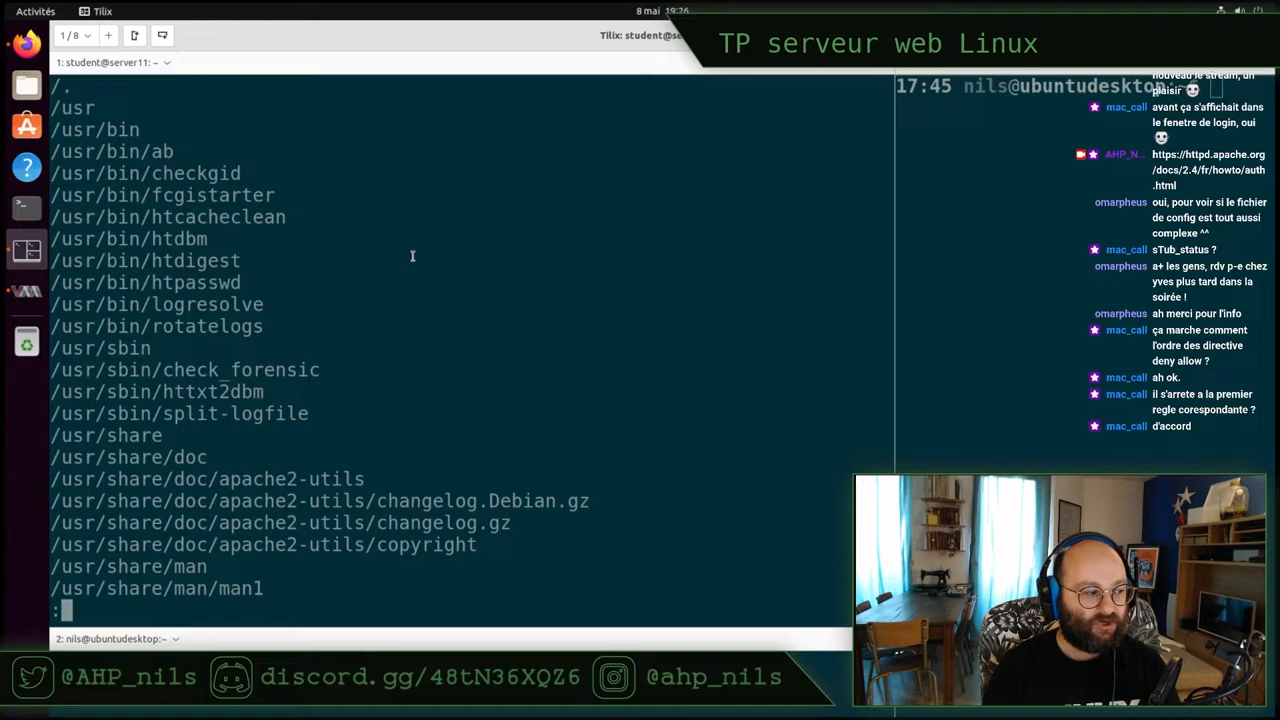 Activités
Tilix
8 mai 19:26
1 / 8
Tilix: student@se
TP serveur web Linux
1: student@server11: ~
/.
/usr
/usr/bin
/usr/bin/ab
/usr/bin/checkgid
/usr/bin/fcgistarter
/usr/bin/htcacheclean
/usr/bin/htdbm
/usr/bin/htdigest
/usr/bin/htpasswd
/usr/bin/logresolve
/usr/bin/rotatelogs
/usr/sbin
/usr/sbin/check_forensic
/usr/sbin/httxt2dbm
/usr/sbin/split-logfile
/usr/share
/usr/share/doc
/usr/share/doc/apache2-utils
/usr/share/doc/apache2-utils/changelog.Debian.gz
/usr/share/doc/apache2-utils/changelog.gz
/usr/share/doc/apache2-utils/copyright
/usr/share/man
/usr/share/man/man1
:
17:45 nils@ubuntudesktop
nouveau le stream, un
plaisir
mac_call avant ça s'affichait dans
le fenetre de login, oui
AHP_N... https://httpd.apache.org
/docs/2.4/fr/howto/auth
.html
omarpheus oui, pour voir si le fichier
de config est tout aussi
complexe ^^
mac_call sTub_status ?
omarpheus a+ les gens, rdv p-e chez
yves plus tard dans la
soirée !
omarpheus ah merci pour l'info
mac_call ça marche comment
l'ordre des directive
deny allow ?
mac_call ah ok.
mac_call il s'arrete a la premier
regle corespondante ?
mac_call d'accord
2: nils@ubuntudesktop:~
@AHP_nils
discord.gg/48tN36XQZ6
@ahp_nils